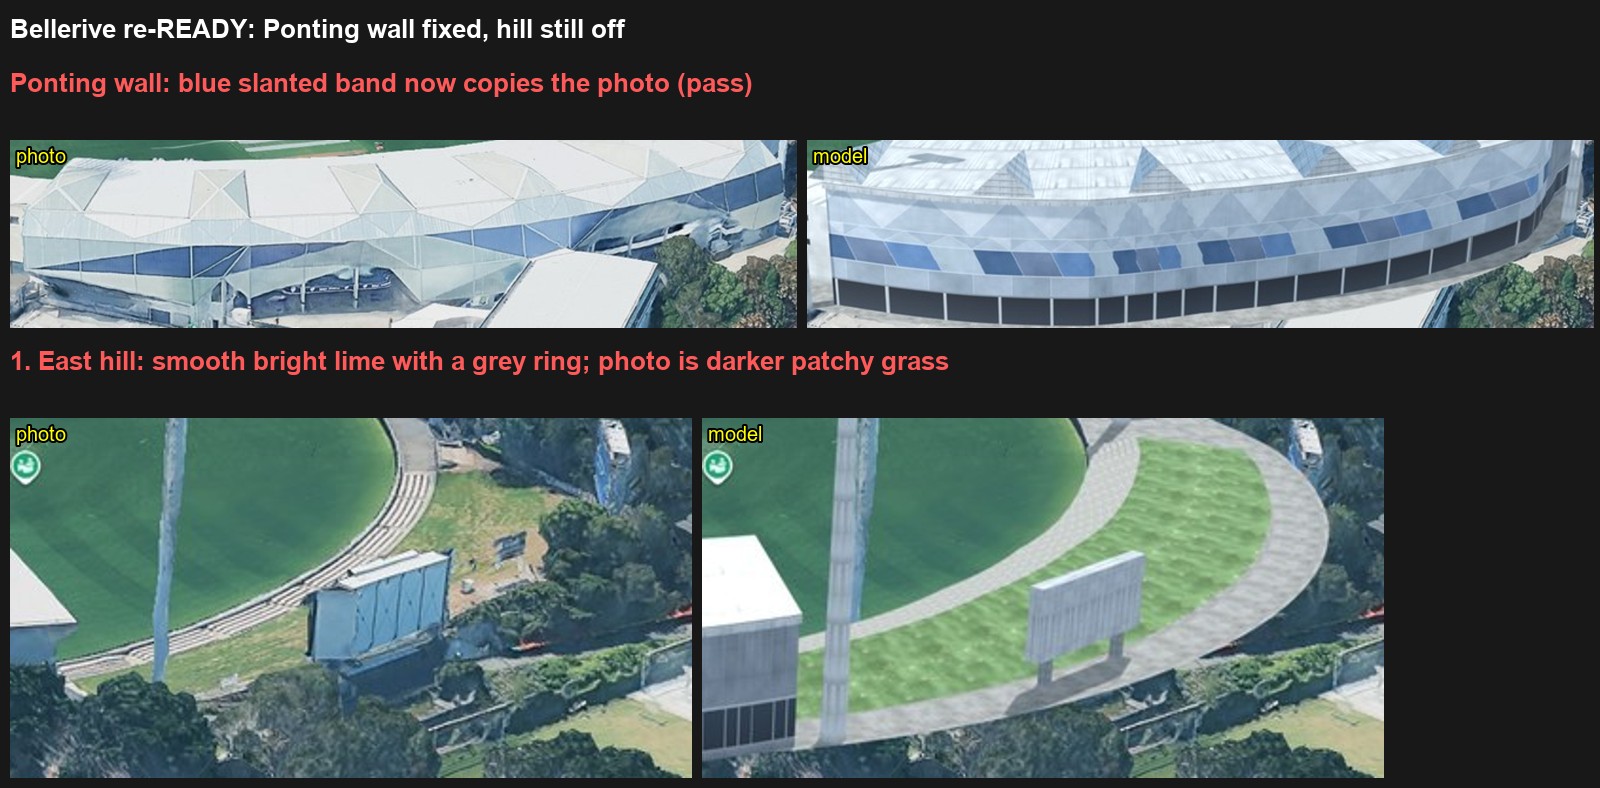 Bellerive re-READY: Ponting wall fixed, hill still off
Ponting wall: blue slanted band now copies the photo (pass)
photo
model
1. East hill: smooth bright lime with a grey ring; photo is darker patchy grass
photo
model